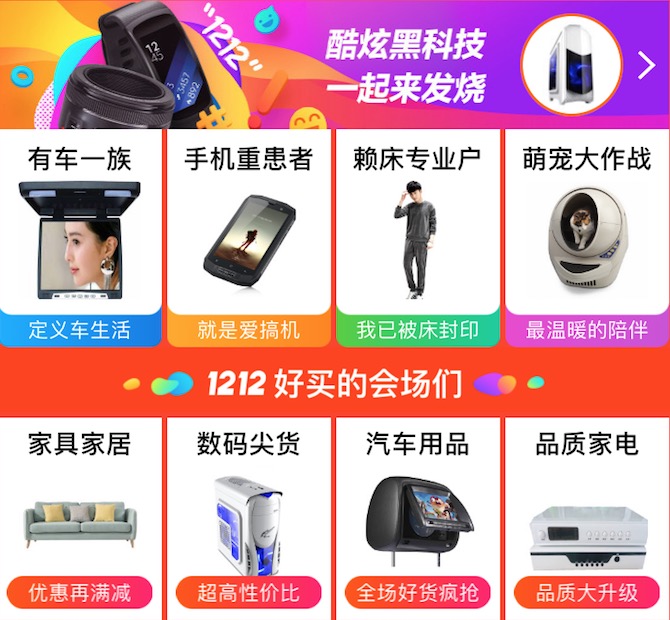 1212
酷炫黑科技
一起来发烧
有车一族
手机重患者
赖床专业户
萌宠大作战
定义车生活
就是爱搞机
我已被床封印
最温暖的陪伴
1212 好买的会场们
家具家居
数码尖货
汽车用品
品质家电
优惠再满减
超高性价比
全场好货疯抢
品质大升级